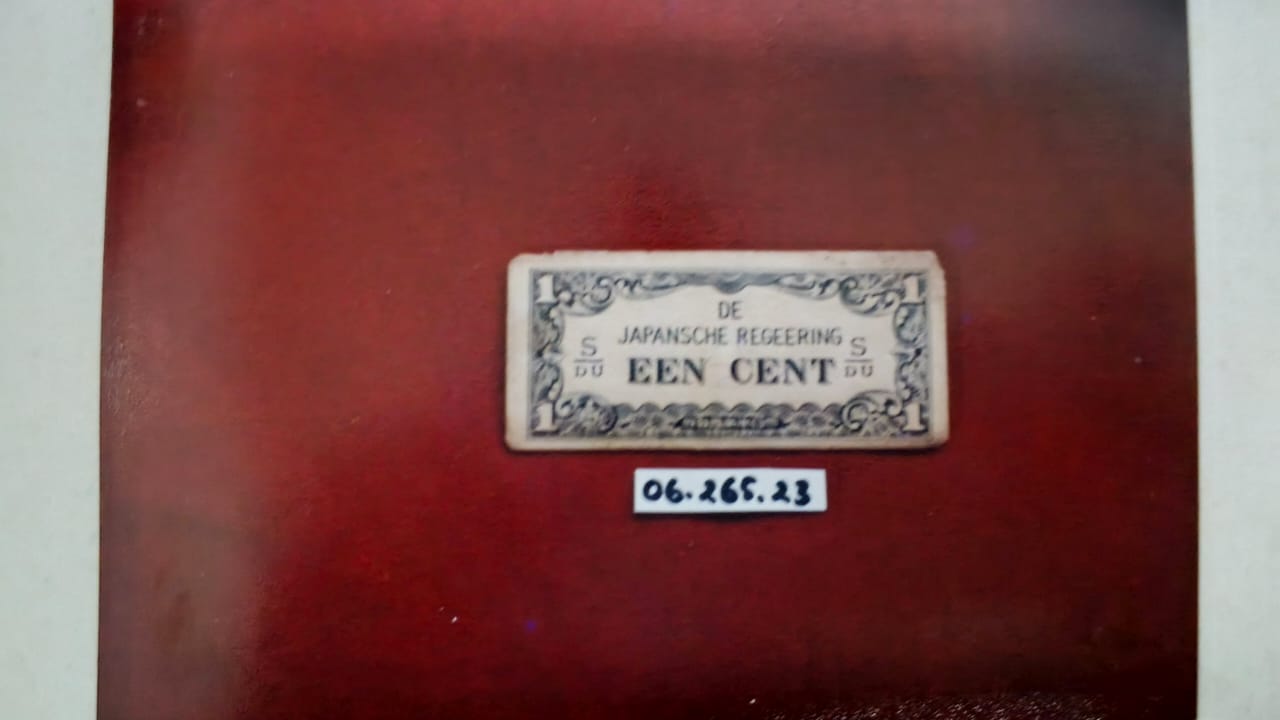 1 1
DE
JAPANSCHE REGEERING
S S
DU EEN CENT DU
1 1
06.265.23